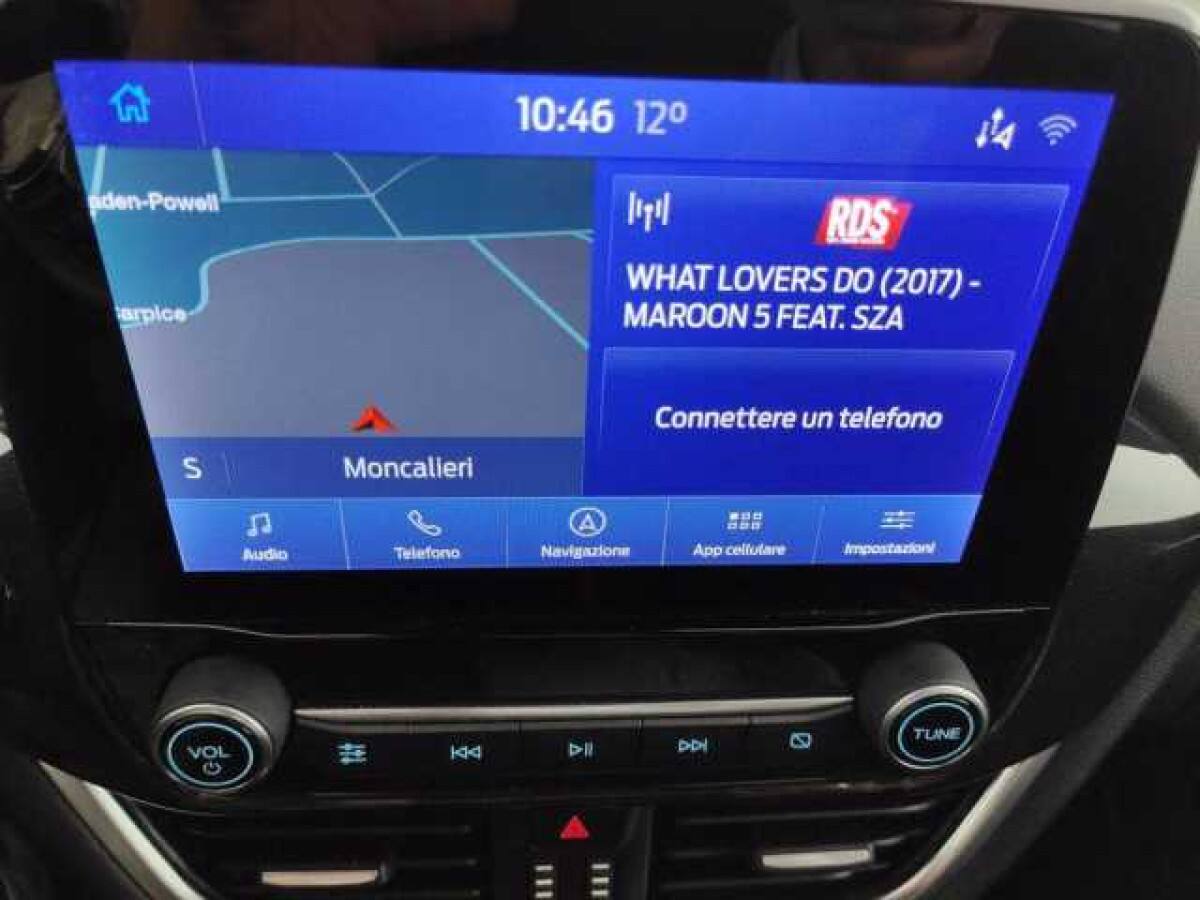 10:46 12°
aden-Powell
arpice
RDS
WHAT LOVERS DO (2017) -
MAROON 5 FEAT. SZA
Connettere un telefono
S Moncalieri
Audio Telefono Navigazione App cellulare Impostazioni
VOL
TUNE